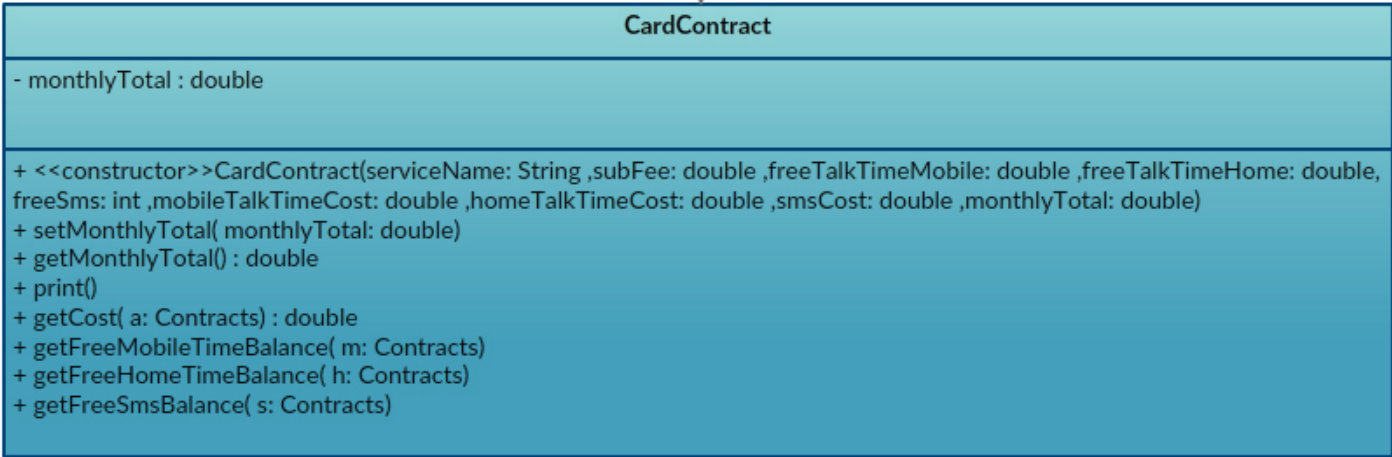 CardContract
- monthlyTotal : double
+ <<constructor>>CardContract(serviceName: String ,subFee: double ,freeTalkTimeMobile: double ,freeTalkTimeHome: double,
freeSms: int ,mobileTalkTimeCost: double ,homeTalkTimeCost: double ,smsCost: double ,monthlyTotal: double)
+ setMonthlyTotal( monthlyTotal: double)
+ getMonthlyTotal() : double
+ print()
+ getCost( a: Contracts) : double
+ getFreeMobileTimeBalance( m: Contracts)
+ getFreeHomeTimeBalance( h: Contracts)
+ getFreeSmsBalance( s: Contracts)